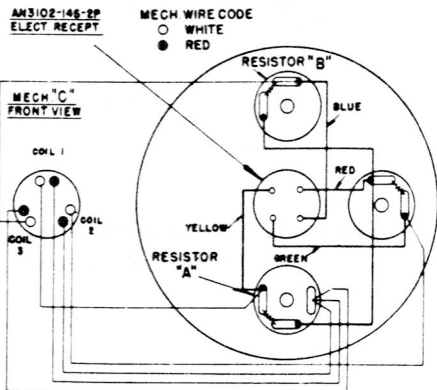 AN3102-14S-2P
ELECT. RECEPT
MECH. WIRE CODE
WHITE
RED
RESISTOR "B"
MECH "C"
FRONT VIEW
BLUE
COIL 1
RED
COIL
2
COIL
3
YELLOW
GREEN
RESISTOR
"A"